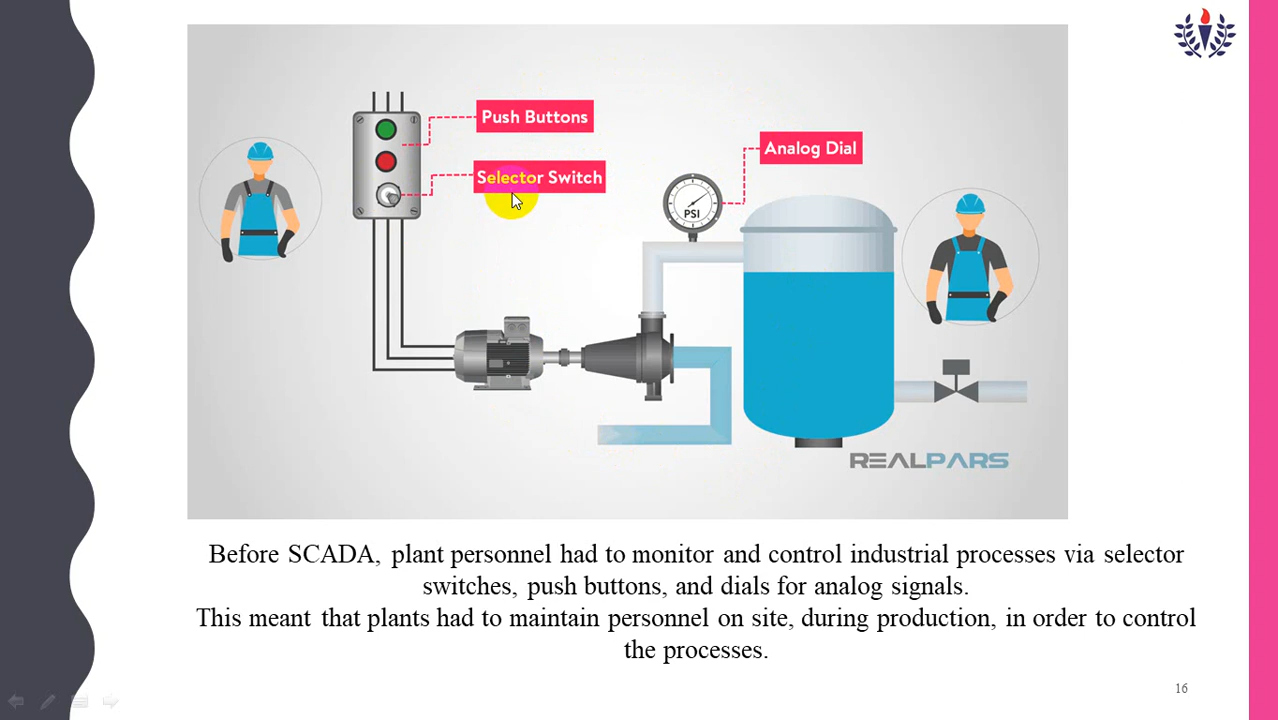 Push Buttons
Selector Switch
Analog Dial
PSI
REALPARS
Before SCADA, plant personnel had to monitor and control industrial processes via selector
switches, push buttons, and dials for analog signals.
This meant that plants had to maintain personnel on site, during production, in order to control
the processes.
16